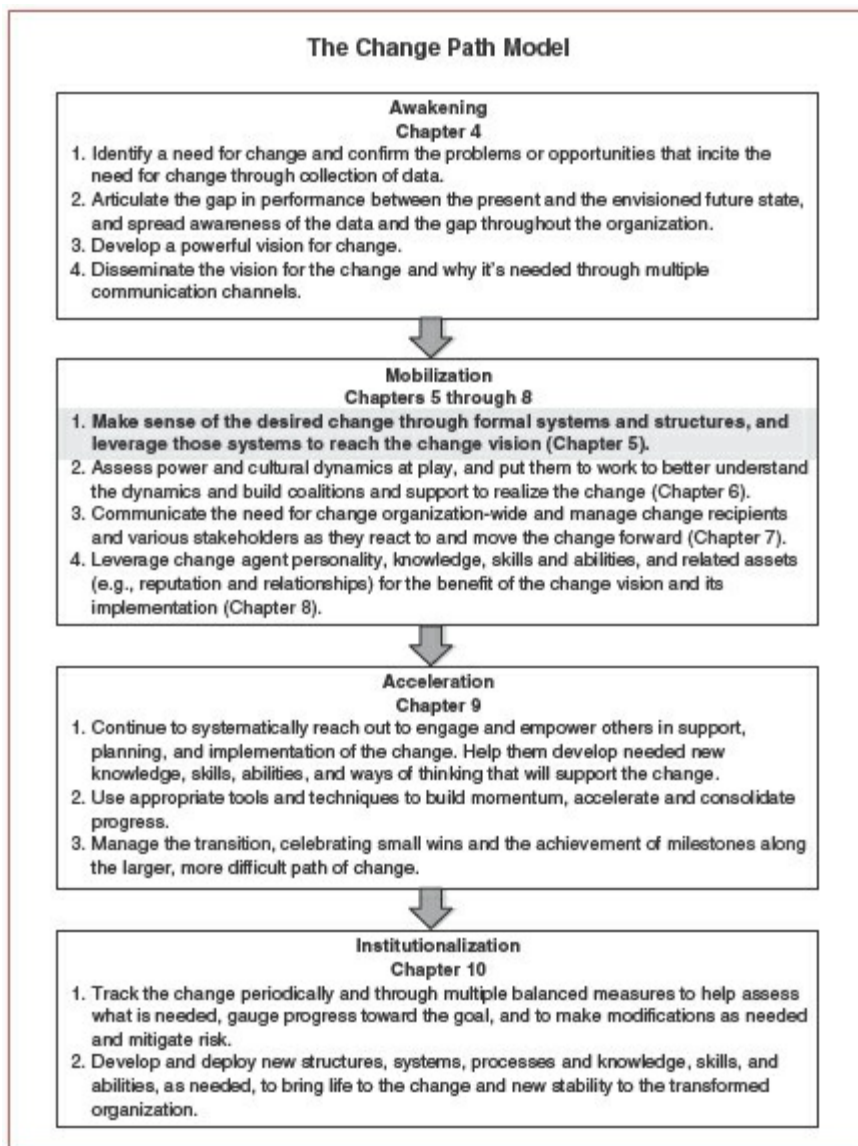 The Change Path Model
Awakening
Chapter 4
1. Identify a need for change and confirm the problems or opportunities that incite the
need for change through collection of data.
2. Articulate the gap in performance between the present and the envisioned future state,
and spread awareness of the data and the gap throughout the organization.
3. Develop a powerful vision for change.
4. Disseminate the vision for the change and why it's needed through multiple
communication channels.
Mobilization
Chapters 5 through 8
1. Make sense of the desired change through formal systems and structures, and
leverage those systems to reach the change vision (Chapter 5).
2. Assess power and cultural dynamics at play, and put them to work to better understand
the dynamics and build coalitions and support to realize the change (Chapter 6).
3. Communicate the need for change organization-wide and manage change recipients
and various stakeholders as they react to and move the change forward (Chapter 7).
4. Leverage change agent personality, knowledge, skills and abilities, and related assets
(e.g., reputation and relationships) for the benefit of the change vision and its
implementation (Chapter 8).
Acceleration
Chapter 9
1. Continue to systematically reach out to engage and empower others in support,
planning, and implementation of the change. Help them develop needed new
knowledge, skills, abilities, and ways of thinking that will support the change.
2. Use appropriate tools and techniques to build momentum, accelerate and consolidate
progress.
3. Manage the transition, celebrating small wins and the achievement of milestones along
the larger, more difficult path of change.
Institutionalization
Chapter 10
1. Track the change periodically and through multiple balanced measures to help assess
what is needed, gauge progress toward the goal, and to make modifications as needed
and mitigate risk.
2. Develop and deploy new structures, systems, processes and knowledge, skills, and
abilities, as needed, to bring life to the change and new stability to the transformed
organization.